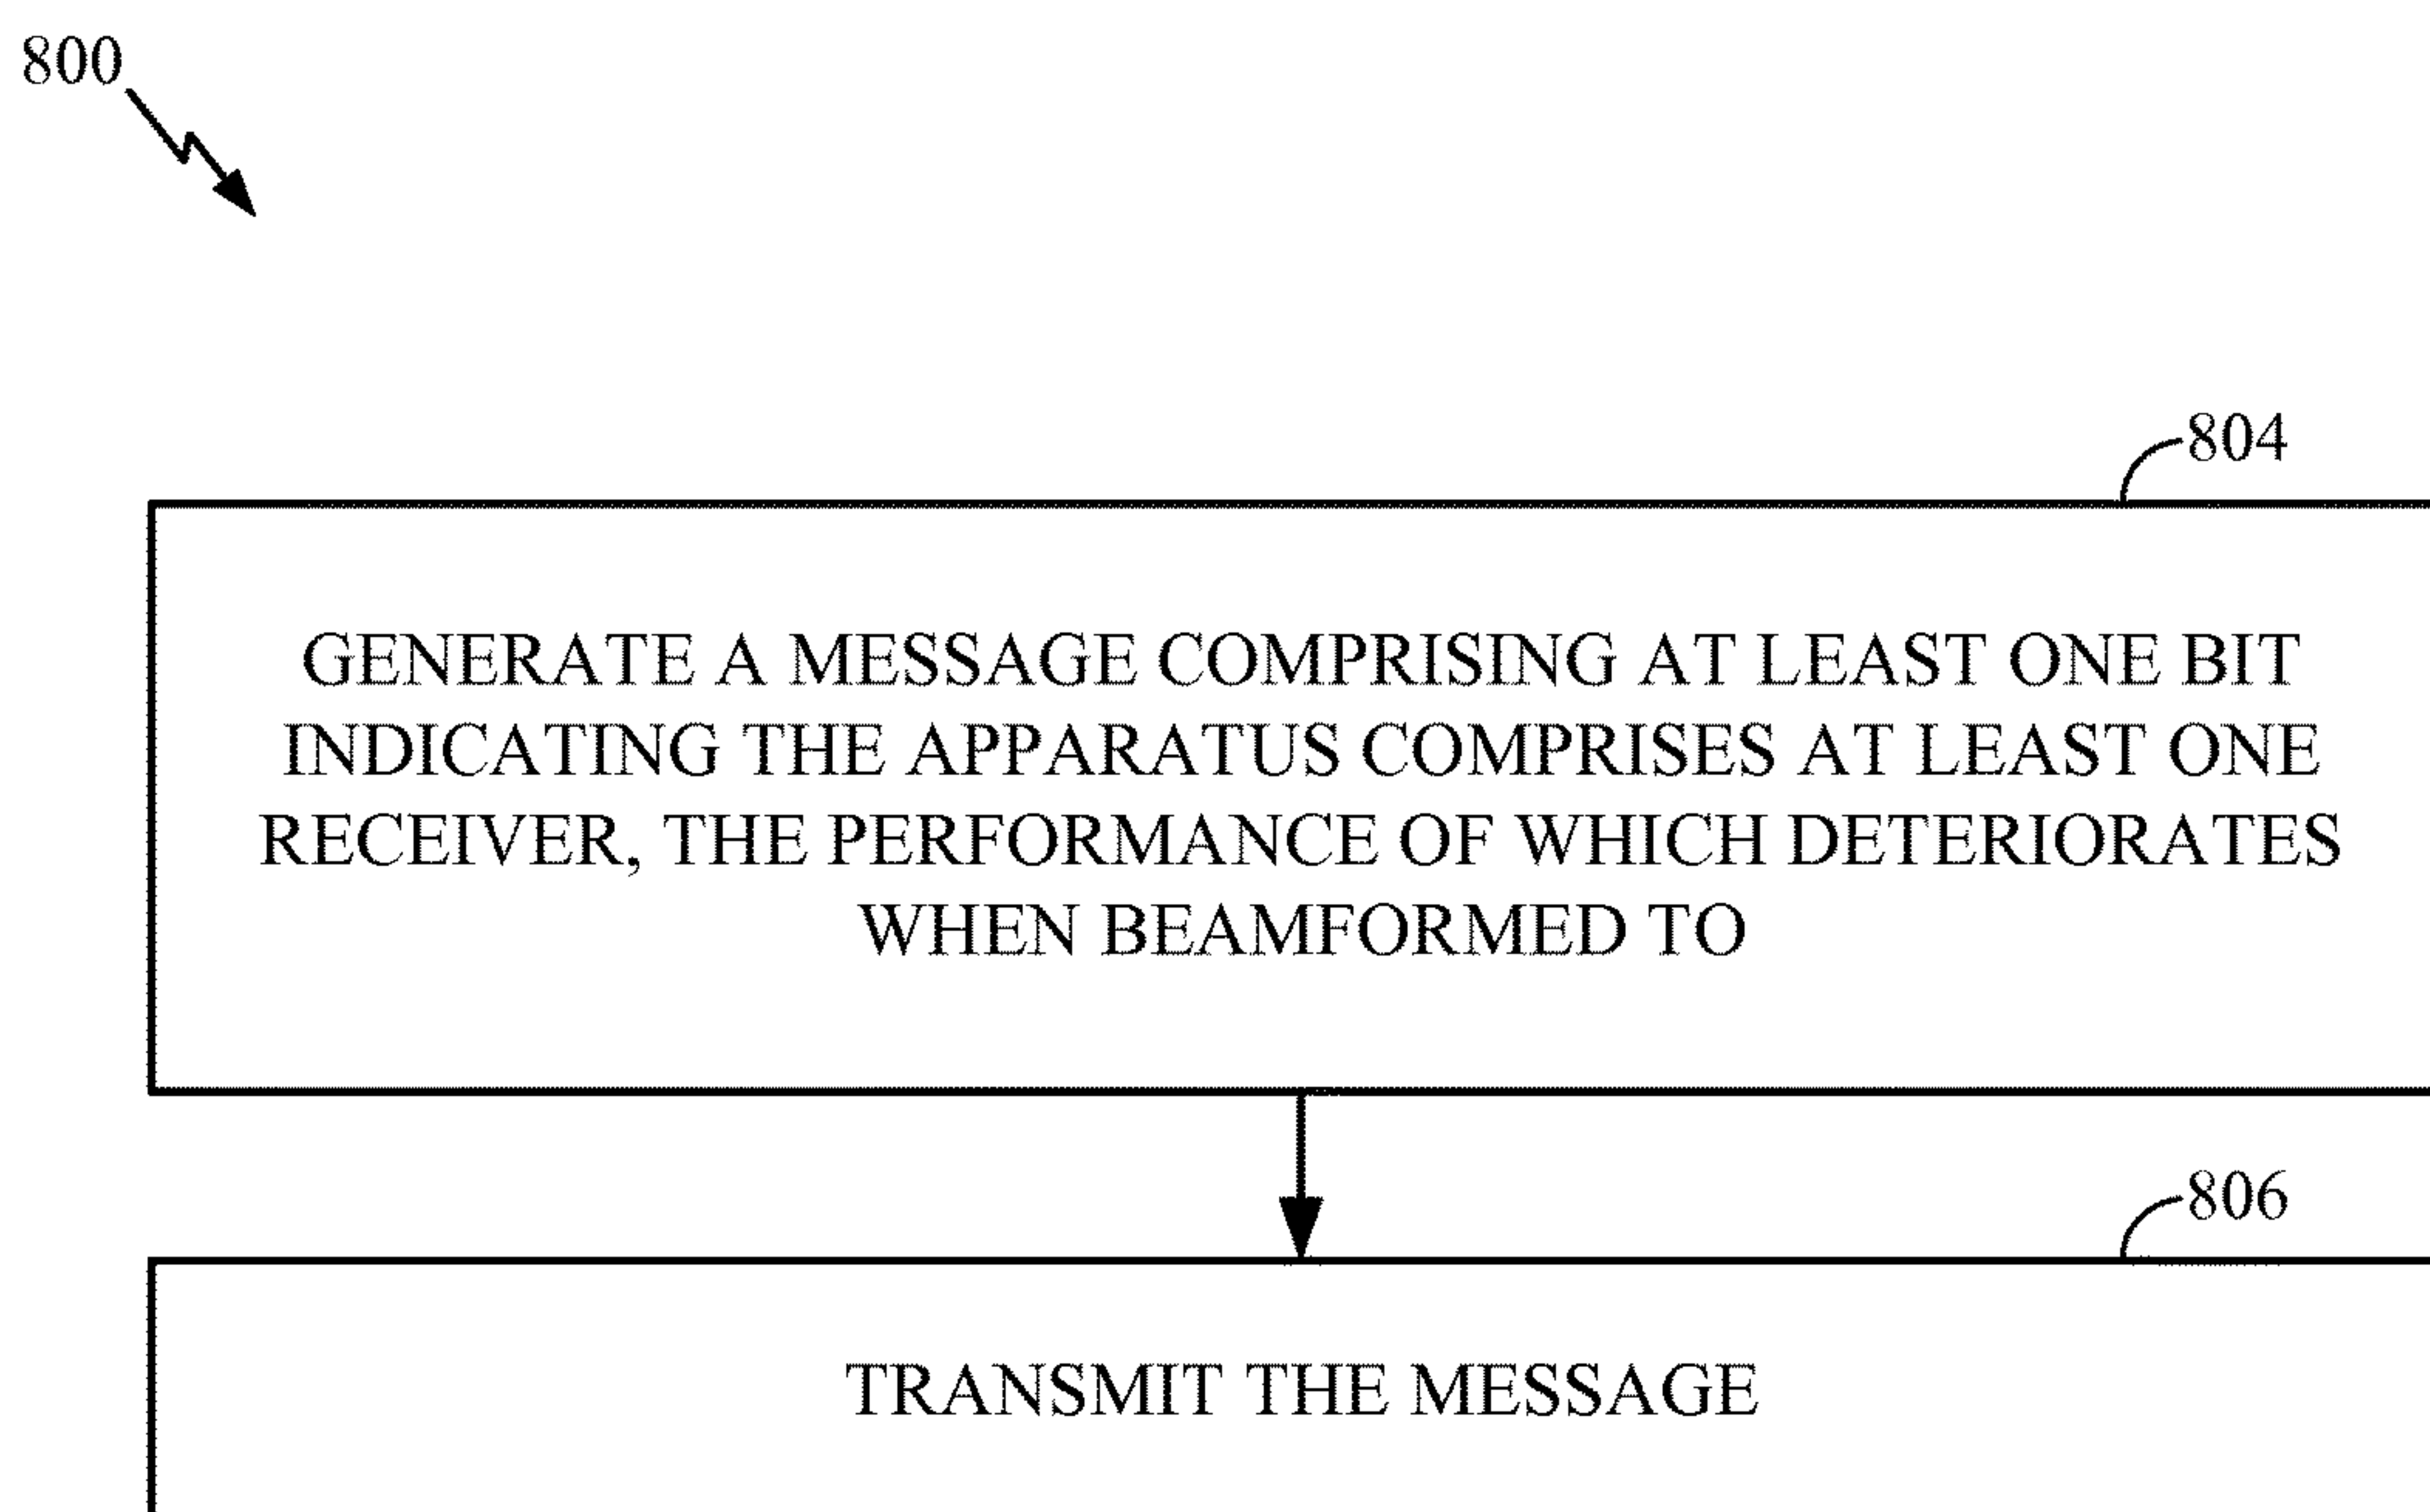 800
804
GENERATE A MESSAGE COMPRISING AT LEAST ONE BIT
INDICATING THE APPARATUS COMPRISES AT LEAST ONE
RECEIVER, THE PERFORMANCE OF WHICH DETERIORATES
WHEN BEAMFORMED TO
806
TRANSMIT THE MESSAGE